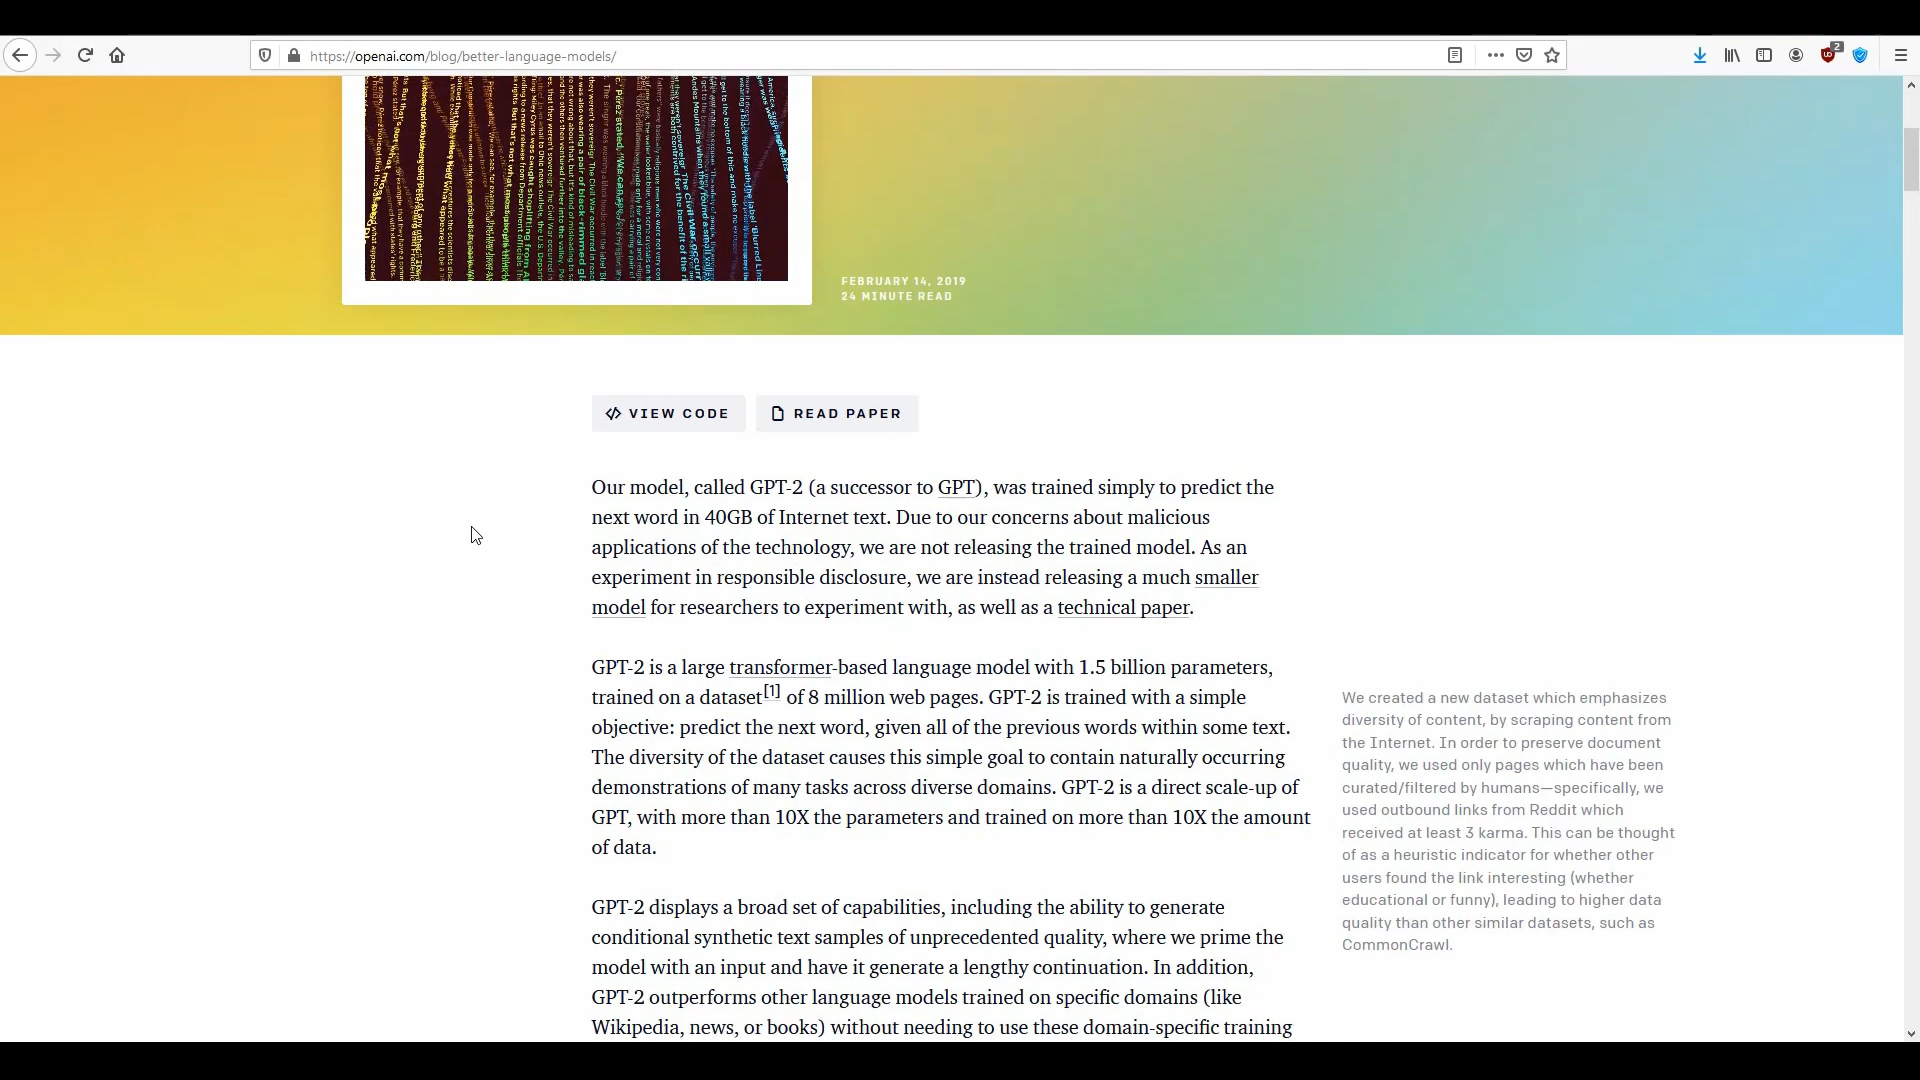 https://openai.com/blog/better-language-models/
2
FEBRUARY 14, 2019
24 MINUTE READ
VIEW CODE
READ PAPER
Our model, called GPT-2 (a successor to GPT), was trained simply to predict the
next word in 40GB of Internet text. Due to our concerns about malicious
applications of the technology, we are not releasing the trained model. As an
experiment in responsible disclosure, we are instead releasing a much smaller
model for researchers to experiment with, as well as a technical paper.
GPT-2 is a large transformer-based language model with 1.5 billion parameters,
trained on a dataset[1] of 8 million web pages. GPT-2 is trained with a simple
objective: predict the next word, given all of the previous words within some text.
The diversity of the dataset causes this simple goal to contain naturally occurring
demonstrations of many tasks across diverse domains. GPT-2 is a direct scale-up of
GPT, with more than 10X the parameters and trained on more than 10X the amount
of data.
We created a new dataset which emphasizes
diversity of content, by scraping content from
the Internet. In order to preserve document
quality, we used only pages which have been
curated/filtered by humans—specifically, we
used outbound links from Reddit which
received at least 3 karma. This can be thought
of as a heuristic indicator for whether other
users found the link interesting (whether
educational or funny), leading to higher data
quality than other similar datasets, such as
CommonCrawl.
GPT-2 displays a broad set of capabilities, including the ability to generate
conditional synthetic text samples of unprecedented quality, where we prime the
model with an input and have it generate a lengthy continuation. In addition,
GPT-2 outperforms other language models trained on specific domains (like
Wikipedia, news, or books) without needing to use these domain-specific training